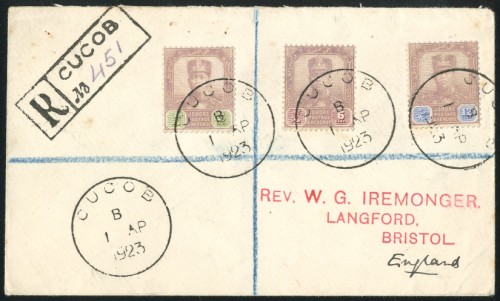 R CUCOB
No 451
CUCOB
B
1 AP
1923
CUCOB
B
1 AP
1923
CUCOB
B
1 AP
1923
CUCOB
B
1 AP
1923
REV. W. G. IREMONGER,
LANGFORD,
BRISTOL.
England